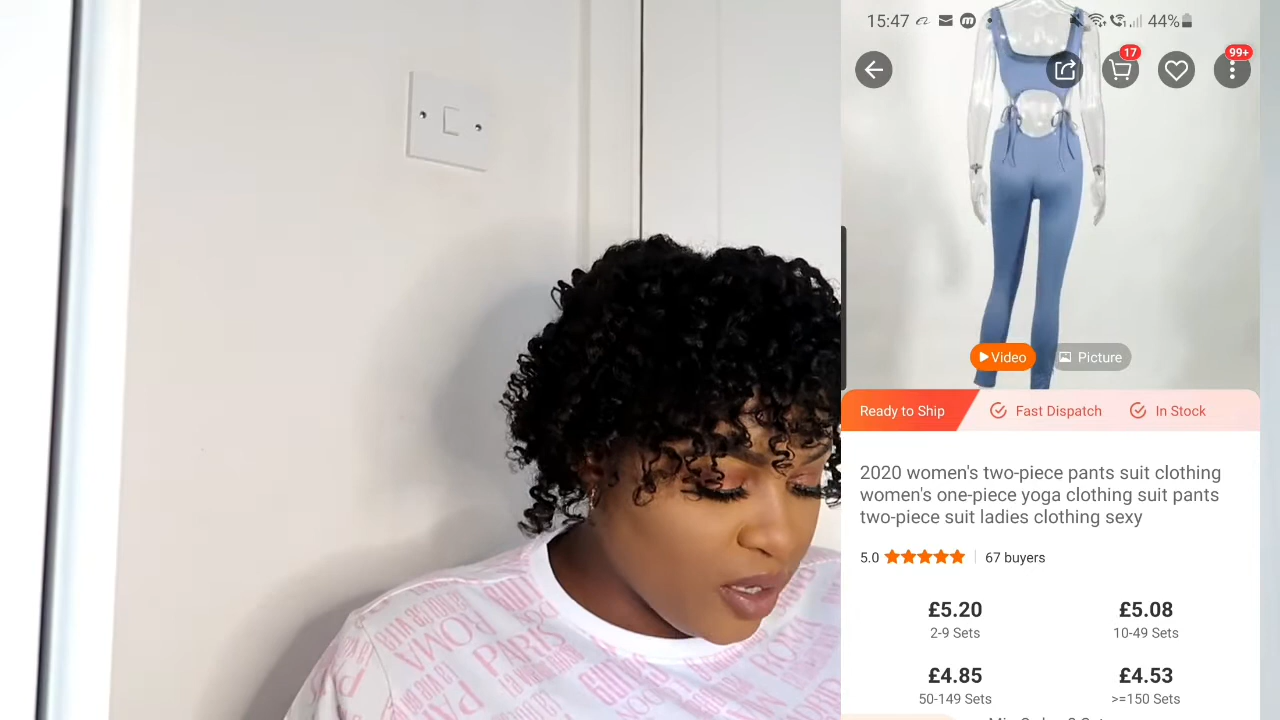 15:47
44%
17
99+
Video
Picture
Ready to Ship
Fast Dispatch
In Stock
2020 women's two-piece pants suit clothing
women's one-piece yoga clothing suit pants
two-piece suit ladies clothing sexy
5.0
67 buyers
£5.20
£5.08
2-9 Sets
10-49 Sets
£4.85
£4.53
50-149 Sets
>=150 Sets
PARIS